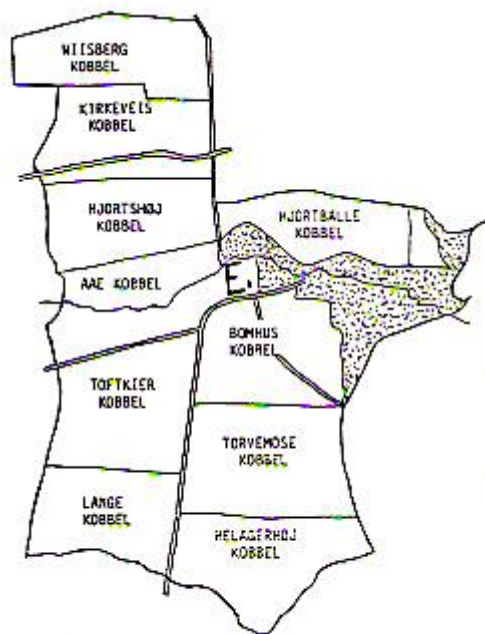 WIISBERG
KOBBEL
KIRKEVEIS
KOBBEL
HJORTSHØJ
KOBBEL
HJORTBALLE
KOBBEL
AAE KOBBEL
BOMHUS
KOBBEL
TOFTKIER
KOBBEL
TORVEMOSE
KOBBEL
LANGE
KOBBEL
HELAGERHØJ
KOBBEL